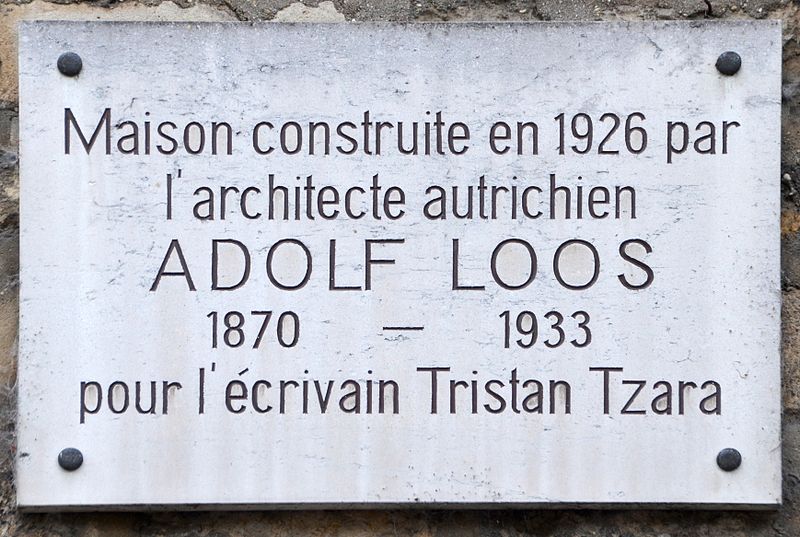 Maison construite en 1926 par
l'architecte autrichien
ADOLF LOOS
1870 — 1933
pour l'écrivain Tristan Tzara